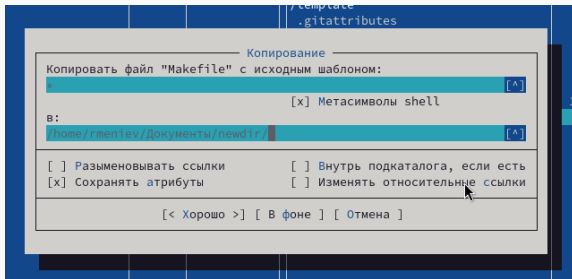 /template
.gitattributes
Копирование
Копировать файл "Makefile" с исходным шаблоном:
* [^]
[x] Метасимволы shell
в:
/home/rmeniev/Документы/newdir/ [^]
[ ] Разыменовывать ссылки [ ] Внутрь подкаталога, если есть
[x] Сохранять атрибуты [ ] Изменять относительные ссылки
[< Хорошо >] [ В фоне ] [ Отмена ]